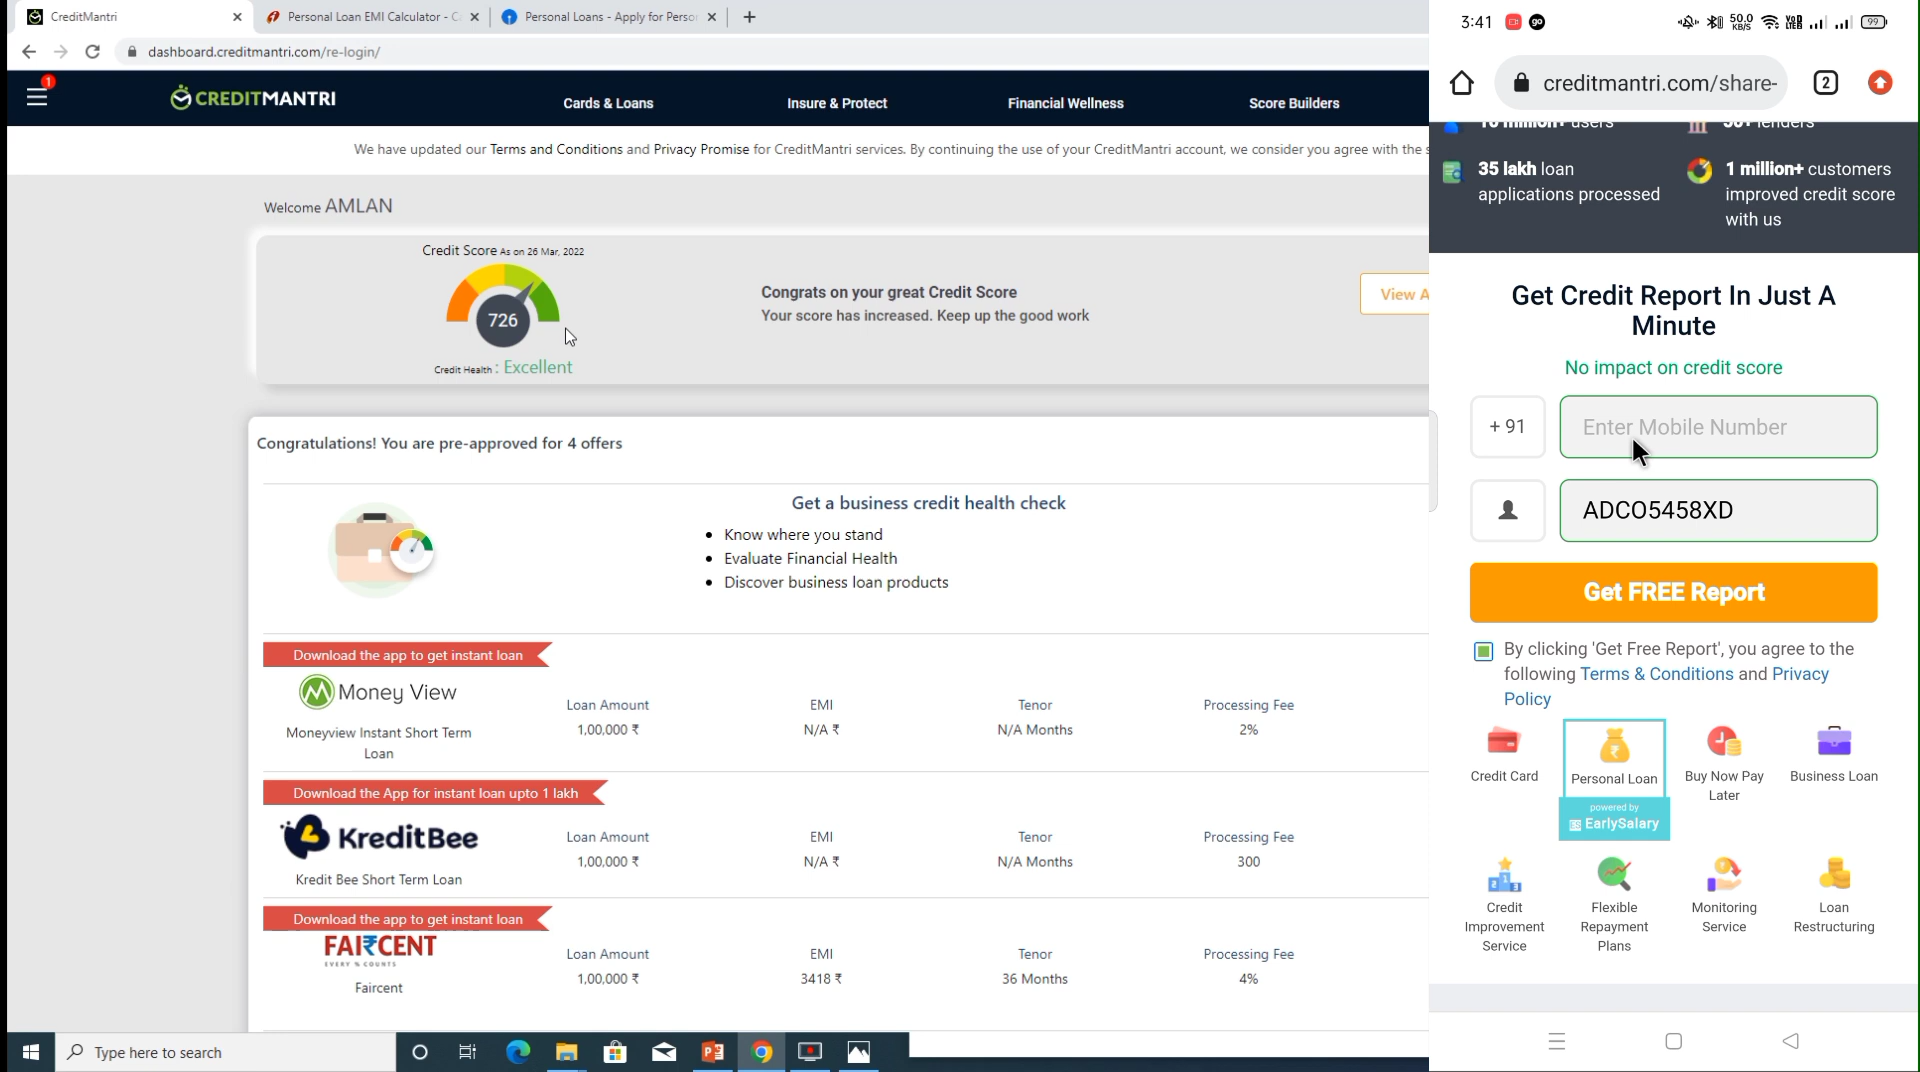 CreditMantri
Personal Loan EMI Calculator - C
Personal Loans - Apply for Perso
dashboard.creditmantri.com/re-login/
1
CREDITMANTRI
Cards & Loans
Insure & Protect
Financial Wellness
Score Builders
We have updated our Terms and Conditions and Privacy Promise for CreditMantri services. By continuing the use of your CreditMantri account, we consider you agree with the s
Welcome AMLAN
Credit Score As on 26 Mar, 2022
726
Credit Health : Excellent
Congrats on your great Credit Score
Your score has increased. Keep up the good work
View A
Congratulations! You are pre-approved for 4 offers
Get a business credit health check
• Know where you stand
• Evaluate Financial Health
• Discover business loan products
Download the app to get instant loan
Money View
Moneyview Instant Short Term
Loan
Loan Amount
1,00,000 ₹
EMI
N/A ₹
Tenor
N/A Months
Processing Fee
2%
Download the App for instant loan upto 1 lakh
KreditBee
Kredit Bee Short Term Loan
Loan Amount
1,00,000 ₹
EMI
N/A ₹
Tenor
N/A Months
Processing Fee
300
Download the app to get instant loan
FAIRCENT
EVERY % COUNTS
Faircent
Loan Amount
1,00,000 ₹
EMI
3418 ₹
Tenor
36 Months
Processing Fee
4%
Type here to search
3:41
go
50.0
KB/S
99
creditmantri.com/share-
2
users
lenders
35 lakh loan
applications processed
1 million+ customers
improved credit score
with us
Get Credit Report In Just A
Minute
No impact on credit score
+ 91
Enter Mobile Number
ADCO5458XD
Get FREE Report
By clicking 'Get Free Report', you agree to the
following Terms & Conditions and Privacy
Policy
Credit Card
Personal Loan
powered by
EarlySalary
Buy Now Pay
Later
Business Loan
Credit
Improvement
Service
Flexible
Repayment
Plans
Monitoring
Service
Loan
Restructuring